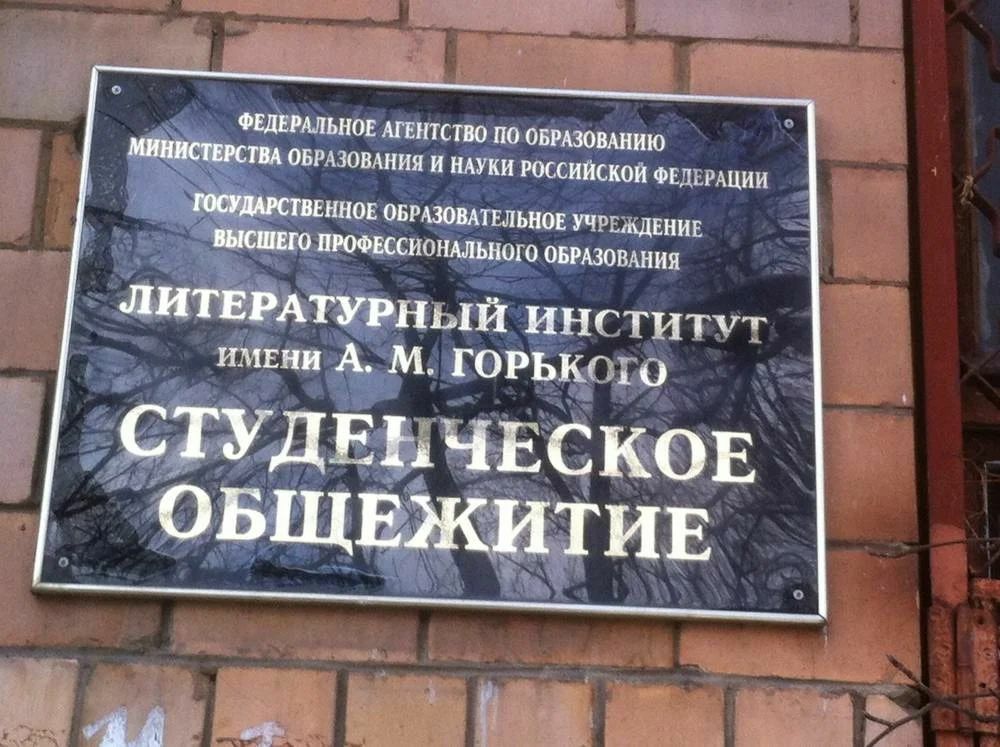 ФЕДЕРАЛЬНОЕ АГЕНТСТВО ПО ОБРАЗОВАНИЮ
МИНИСТЕРСТВА ОБРАЗОВАНИЯ И НАУКИ РОССИЙСКОЙ ФЕДЕРАЦИИ
ГОСУДАРСТВЕННОЕ ОБРАЗОВАТЕЛЬНОЕ УЧРЕЖДЕНИЕ
ВЫСШЕГО ПРОФЕССИОНАЛЬНОГО ОБРАЗОВАНИЯ
ЛИТЕРАТУРНЫЙ ИНСТИТУТ
ИМЕНИ А. М. ГОРЬКОГО
СТУДЕНЧЕСКОЕ
ОБЩЕЖИТИЕ